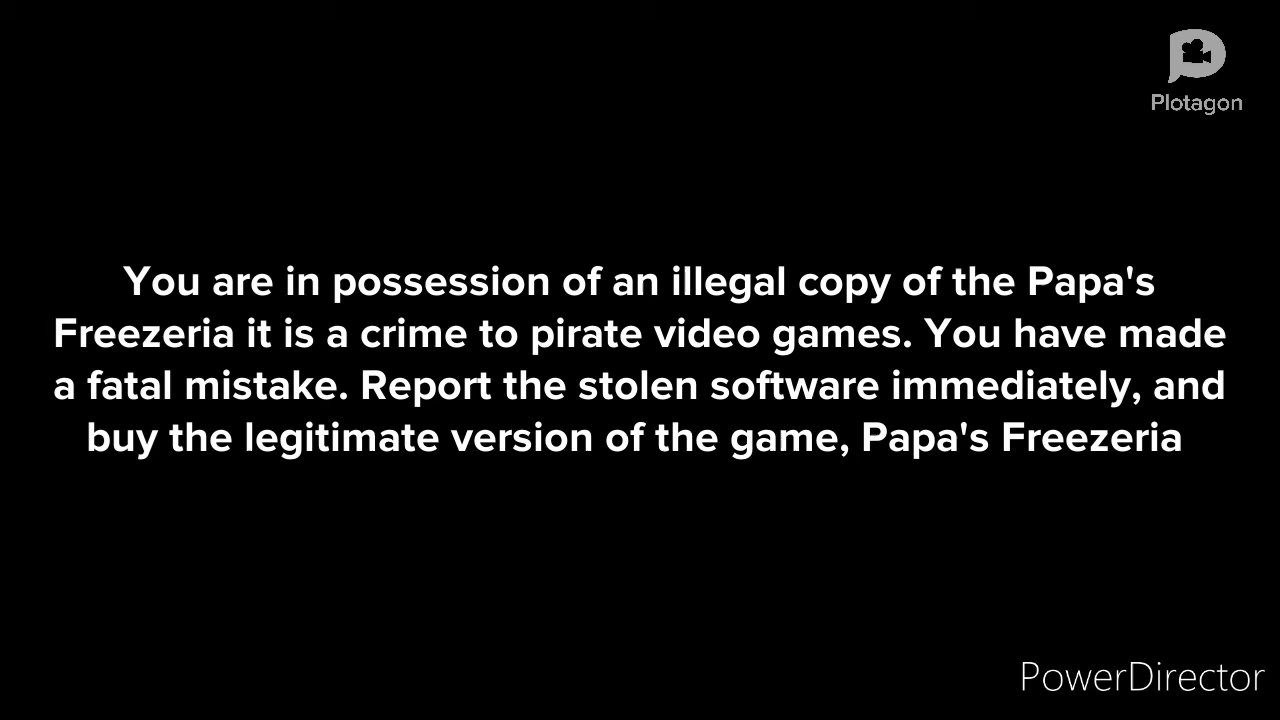 Plotagon
You are in possession of an illegal copy of the Papa's
Freezeria it is a crime to pirate video games. You have made
a fatal mistake. Report the stolen software immediately, and
buy the legitimate version of the game, Papa's Freezeria
PowerDirector